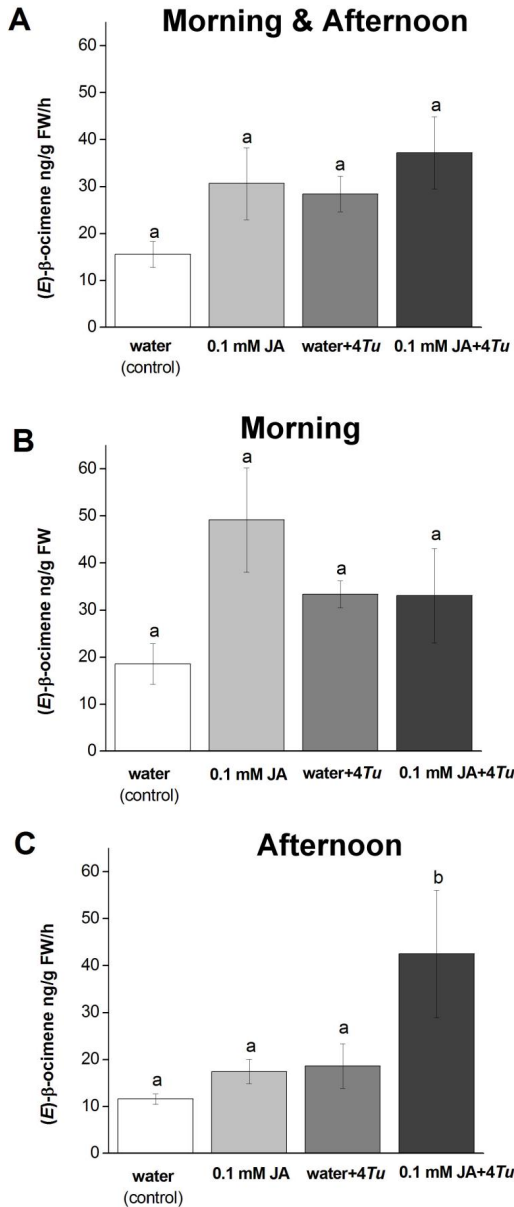 A
Morning & Afternoon
(E)-β-ocimene ng/g FW/h
60
50
40
30
20
10
0
a
a
a
a
water
(control)
0.1 mM JA
water+4Tu
0.1 mM JA+4Tu
B
Morning
(E)-β-ocimene ng/g FW
60
50
40
30
20
10
0
a
a
a
a
water
(control)
0.1 mM JA
water+4Tu
0.1 mM JA+4Tu
C
Afternoon
(E)-β-ocimene ng/g FW/h
60
50
40
30
20
10
0
a
a
a
b
water
(control)
0.1 mM JA
water+4Tu
0.1 mM JA+4Tu